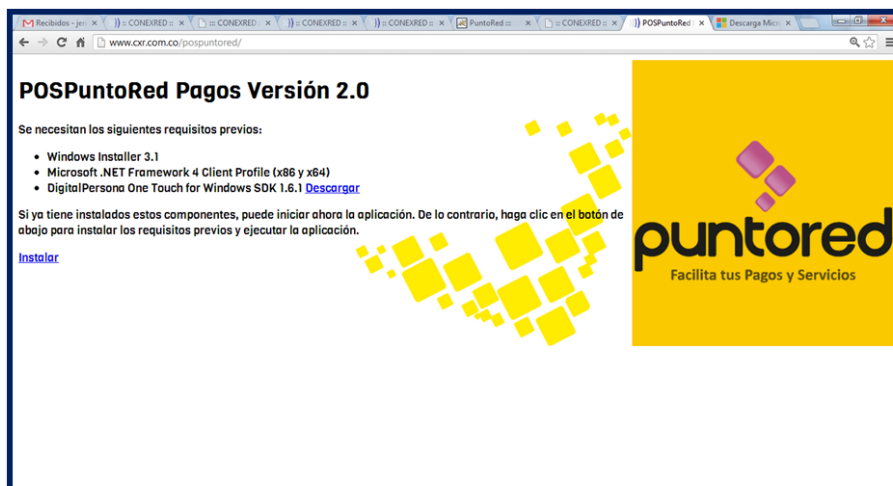 Recibidos - jen
:: CONEXRED ::
:: CONEXRED
:: CONEXRED ::
:: CONEXRED ::
PuntoRed ::
:: CONEXRED ::
POSPuntoRed
Descarga Micr
www.cxr.com.co/pospuntored/
POSPuntoRed Pagos Versión 2.0
Se necesitan los siguientes requisitos previos:
• Windows Installer 3.1
• Microsoft .NET Framework 4 Client Profile (x86 y x64)
• DigitalPersona One Touch for Windows SDK 1.6.1 Descargar
Si ya tiene instalados estos componentes, puede iniciar ahora la aplicación. De lo contrario, haga clic en el botón de
abajo para instalar los requisitos previos y ejecutar la aplicación.
Instalar
puntored
Facilita tus Pagos y Servicios